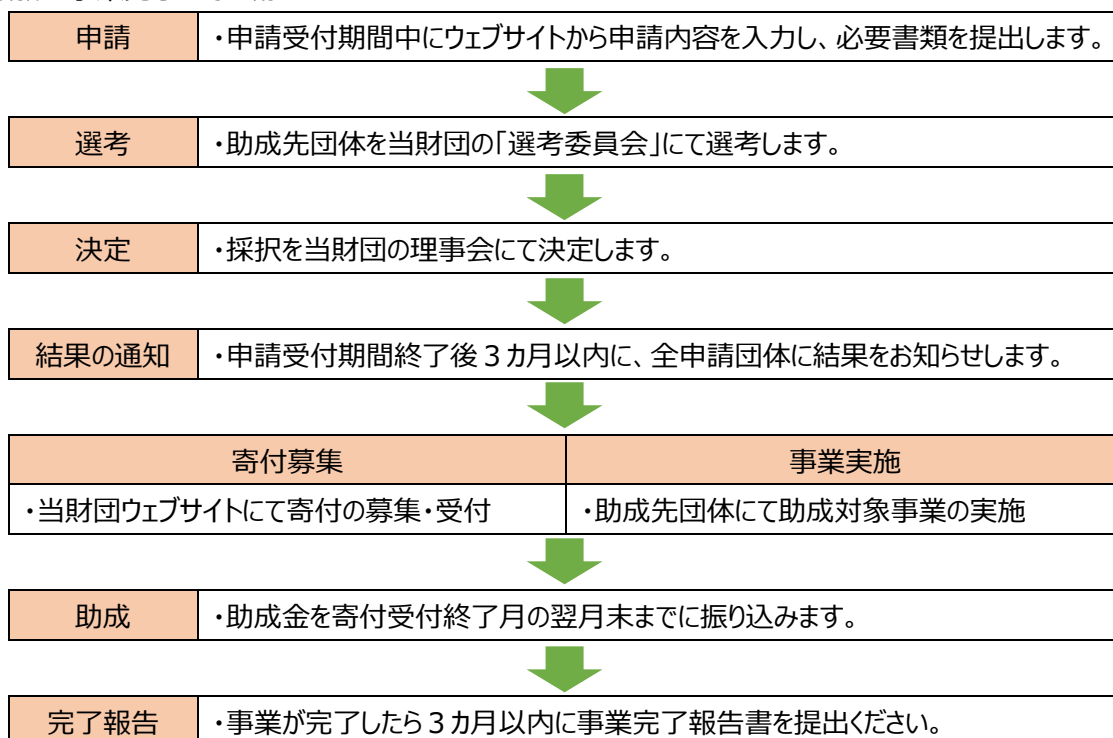 申請 ・申請受付期間中にウェブサイトから申請内容を入力し、必要書類を提出します。
選考 ・助成先団体を当財団の「選考委員会」にて選考します。
決定 ・採択を当財団の理事会にて決定します。
結果の通知 ・申請受付期間終了後3ヵ月以内に、全申請団体に結果をお知らせします。
寄付募集 事業実施
・当財団ウェブサイトにて寄付の募集・受付 ・助成先団体にて助成対象事業の実施
助成 ・助成金を寄付受付終了月の翌月末までに振り込みます。
完了報告 ・事業が完了したら3ヵ月以内に事業完了報告書を提出ください。